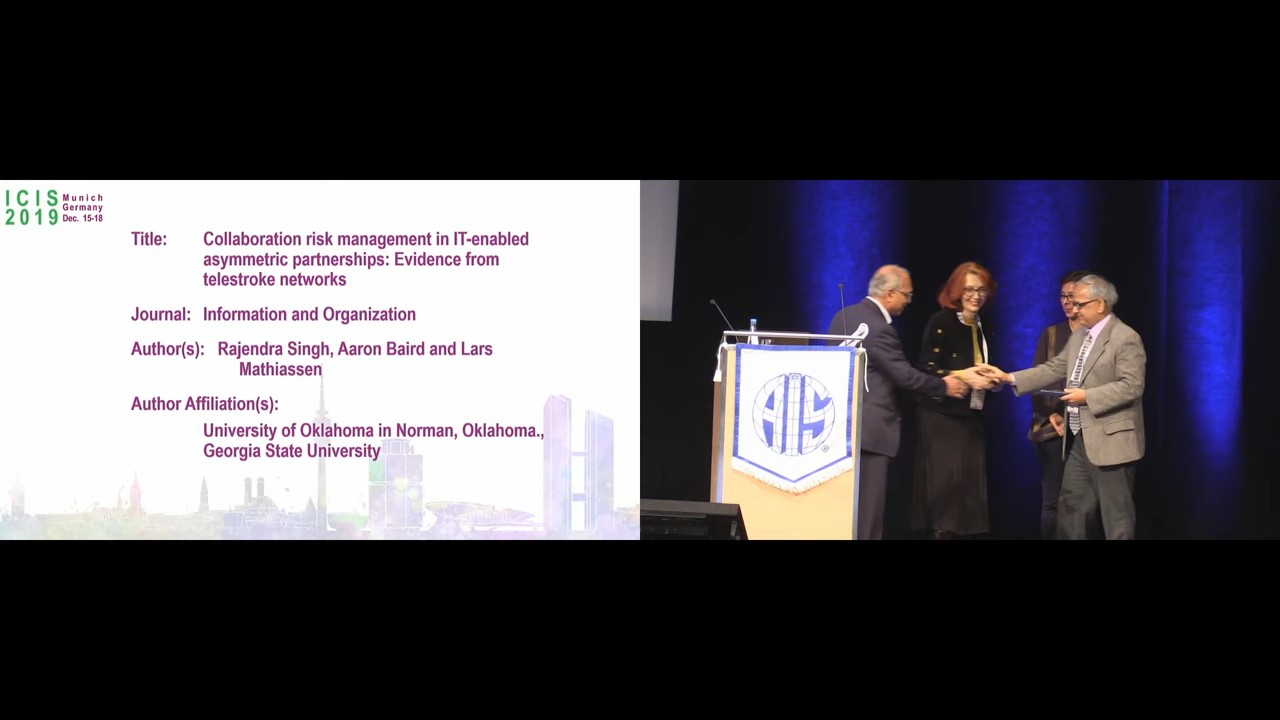 ICIS
2019
Munich
Germany
Dec. 15-18
Title: Collaboration risk management in IT-enabled
asymmetric partnerships: Evidence from
telestroke networks
Journal: Information and Organization
Author(s): Rajendra Singh, Aaron Baird and Lars
Mathiassen
Author Affiliation(s):
University of Oklahoma in Norman, Oklahoma.,
Georgia State University
AIS
®